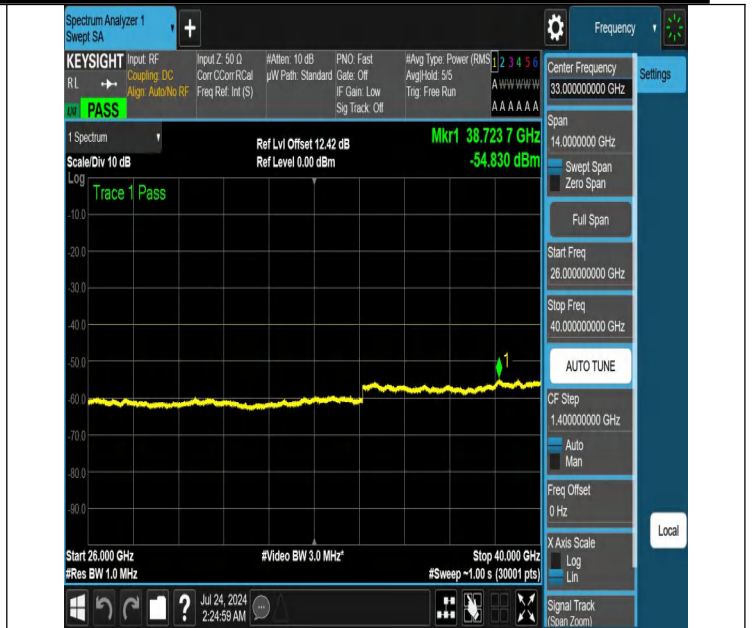 Spectrum Analyzer 1
Swept SA
+
Frequency
KEYSIGHT
RL
PASS
Input: RF
Coupling: DC
Align: Auto/No RF
Input Z: 50 Ω
Corr CCorr RCal
Freq Ref: Int (S)
#Atten: 10 dB
µW Path: Standard
PNO: Fast
Gate: Off
IF Gain: Low
Sig Track: Off
#Avg Type: Power (RMS
Avg|Hold: 5/5
Trig: Free Run
1 2 3 4 5 6
A W W W W W
A A A A A A
1 Spectrum
Scale/Div 10 dB
Ref Lvl Offset 12.42 dB
Ref Level 0.00 dBm
Mkr1 38.723 7 GHz
-54.830 dBm
Log
Trace 1 Pass
-10.0
-20.0
-30.0
-40.0
-50.0
-60.0
-70.0
-80.0
-90.0
1
Start 26.000 GHz
#Res BW 1.0 MHz
#Video BW 3.0 MHz*
Stop 40.000 GHz
#Sweep ~1.00 s (30001 pts)
Center Frequency
33.000000000 GHz
Settings
Span
14.0000000 GHz
Swept Span
Zero Span
Full Span
Start Freq
26.000000000 GHz
Stop Freq
40.000000000 GHz
AUTO TUNE
CF Step
1.400000000 GHz
Auto
Man
Freq Offset
0 Hz
X Axis Scale
Log
Lin
Local
Signal Track
(Span Zoom)
?
Jul 24, 2024
2:24:59 AM